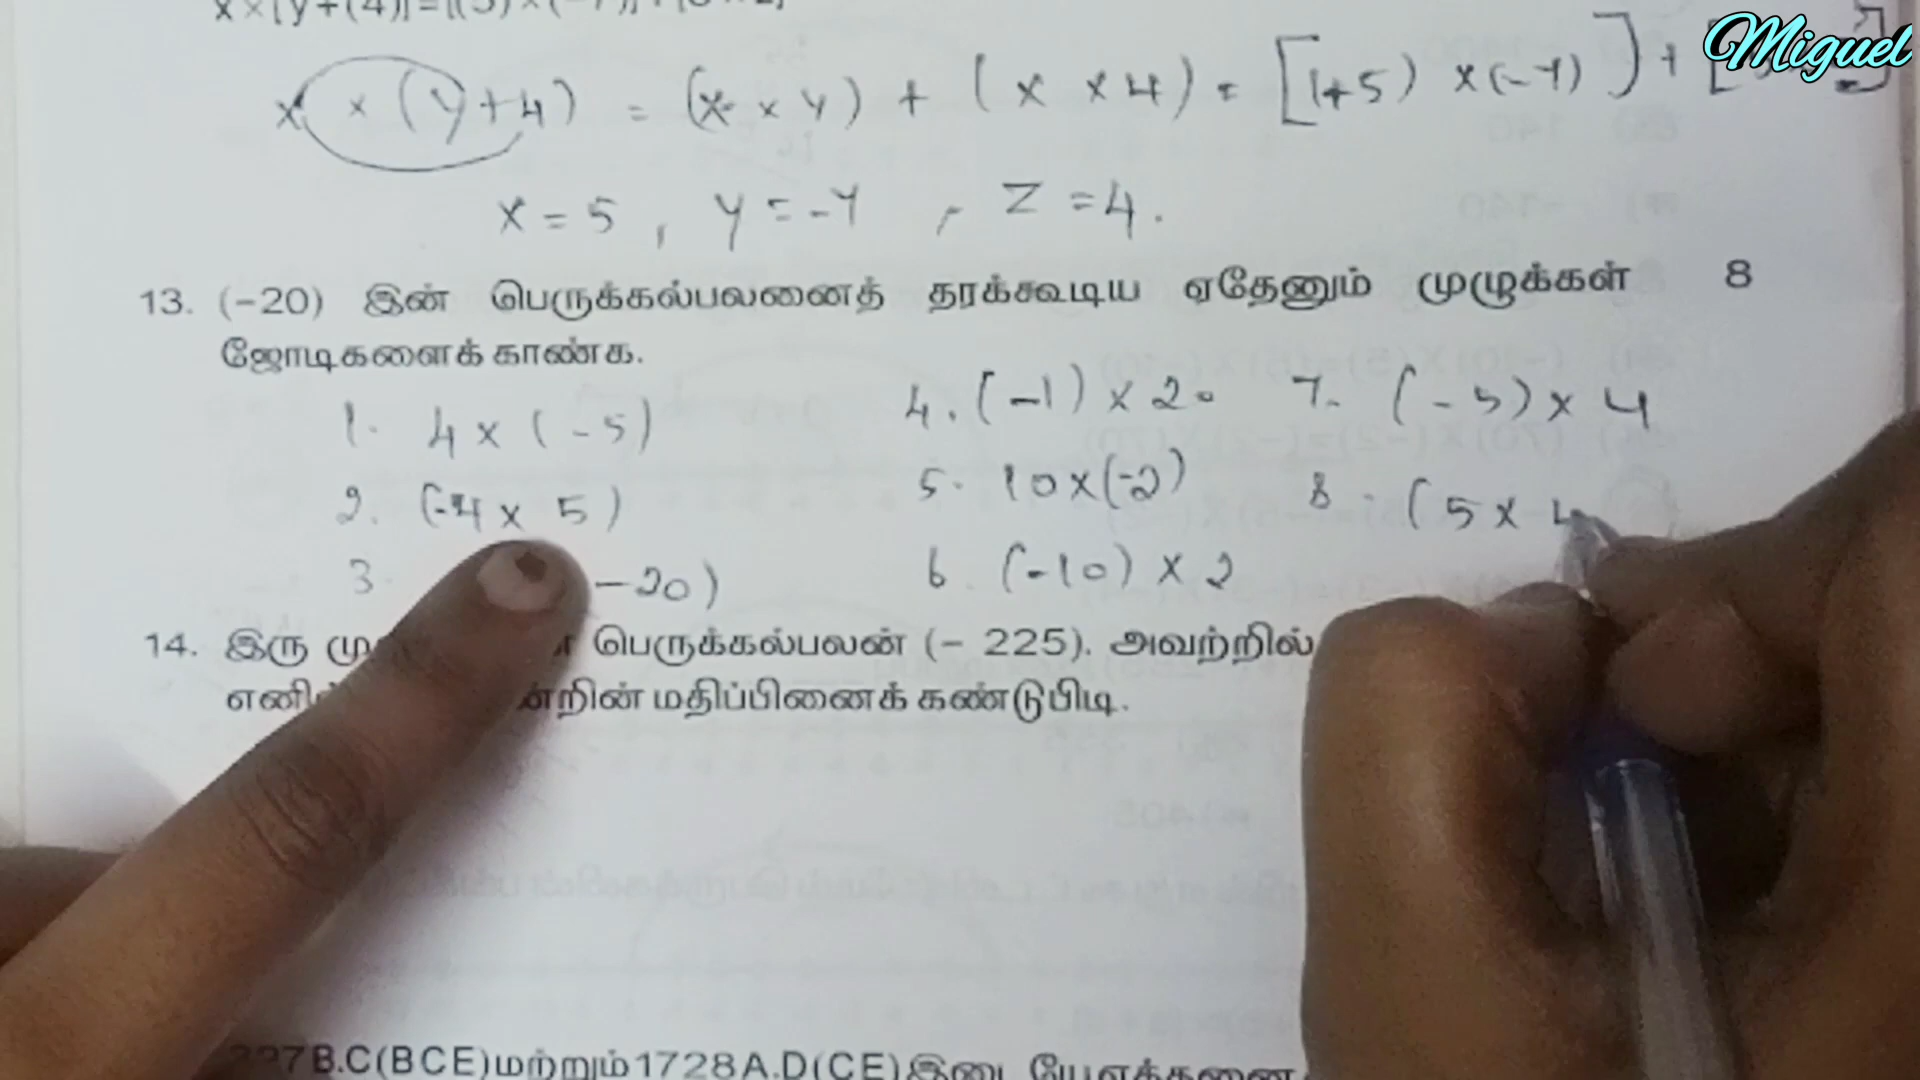 Miguel
x × (y+4) = (x × y) + (x × 4) = [(+5) × (-7)] + [
x = 5 , y = -7 , z = 4 .
13. (−20) இன் பெருக்கல்பலனைத் தரக்கூடிய ஏதேனும் முழுக்கள் 8
ஜோடிகளைக் காண்க.
1. 4 × (-5)
2. (-4 × 5)
3 −20)
4. (-1) × 20
5. 10 × (-2)
6 (-10) × 2
7. (-5) × 4
8. (5 × 4
14. இரு பெருக்கல்பலன் (− 225). அவற்றில்
மதிப்பினைக் கண்டுபிடி.
B.C(BCE)மற்றும்1728A.D(CE)